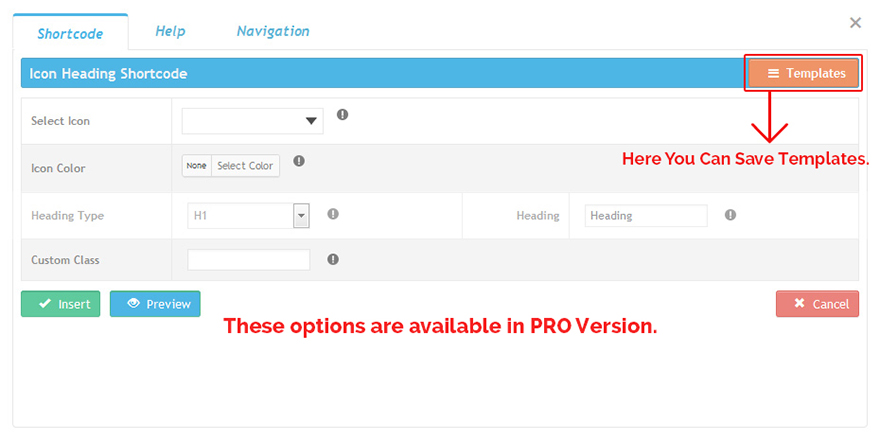 Shortcode Help Navigation
Icon Heading Shortcode Templates
Select Icon
Here You Can Save Templates.
Icon Color None Select Color
Heading Type H1 Heading Heading
Custom Class
Insert Preview Cancel
These options are available in PRO Version.